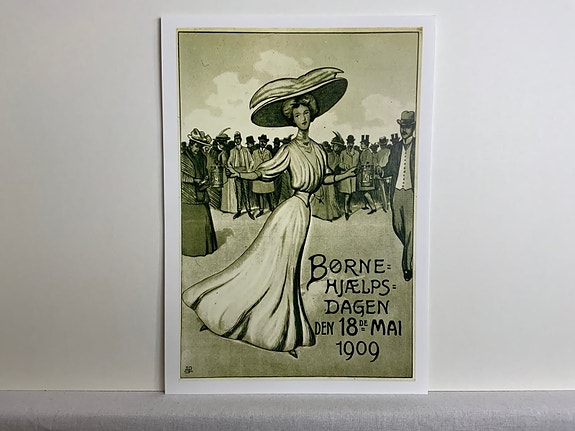 BØRNE=
HJÆLPS=
DAGEN
DEN 18DE MAI
1909